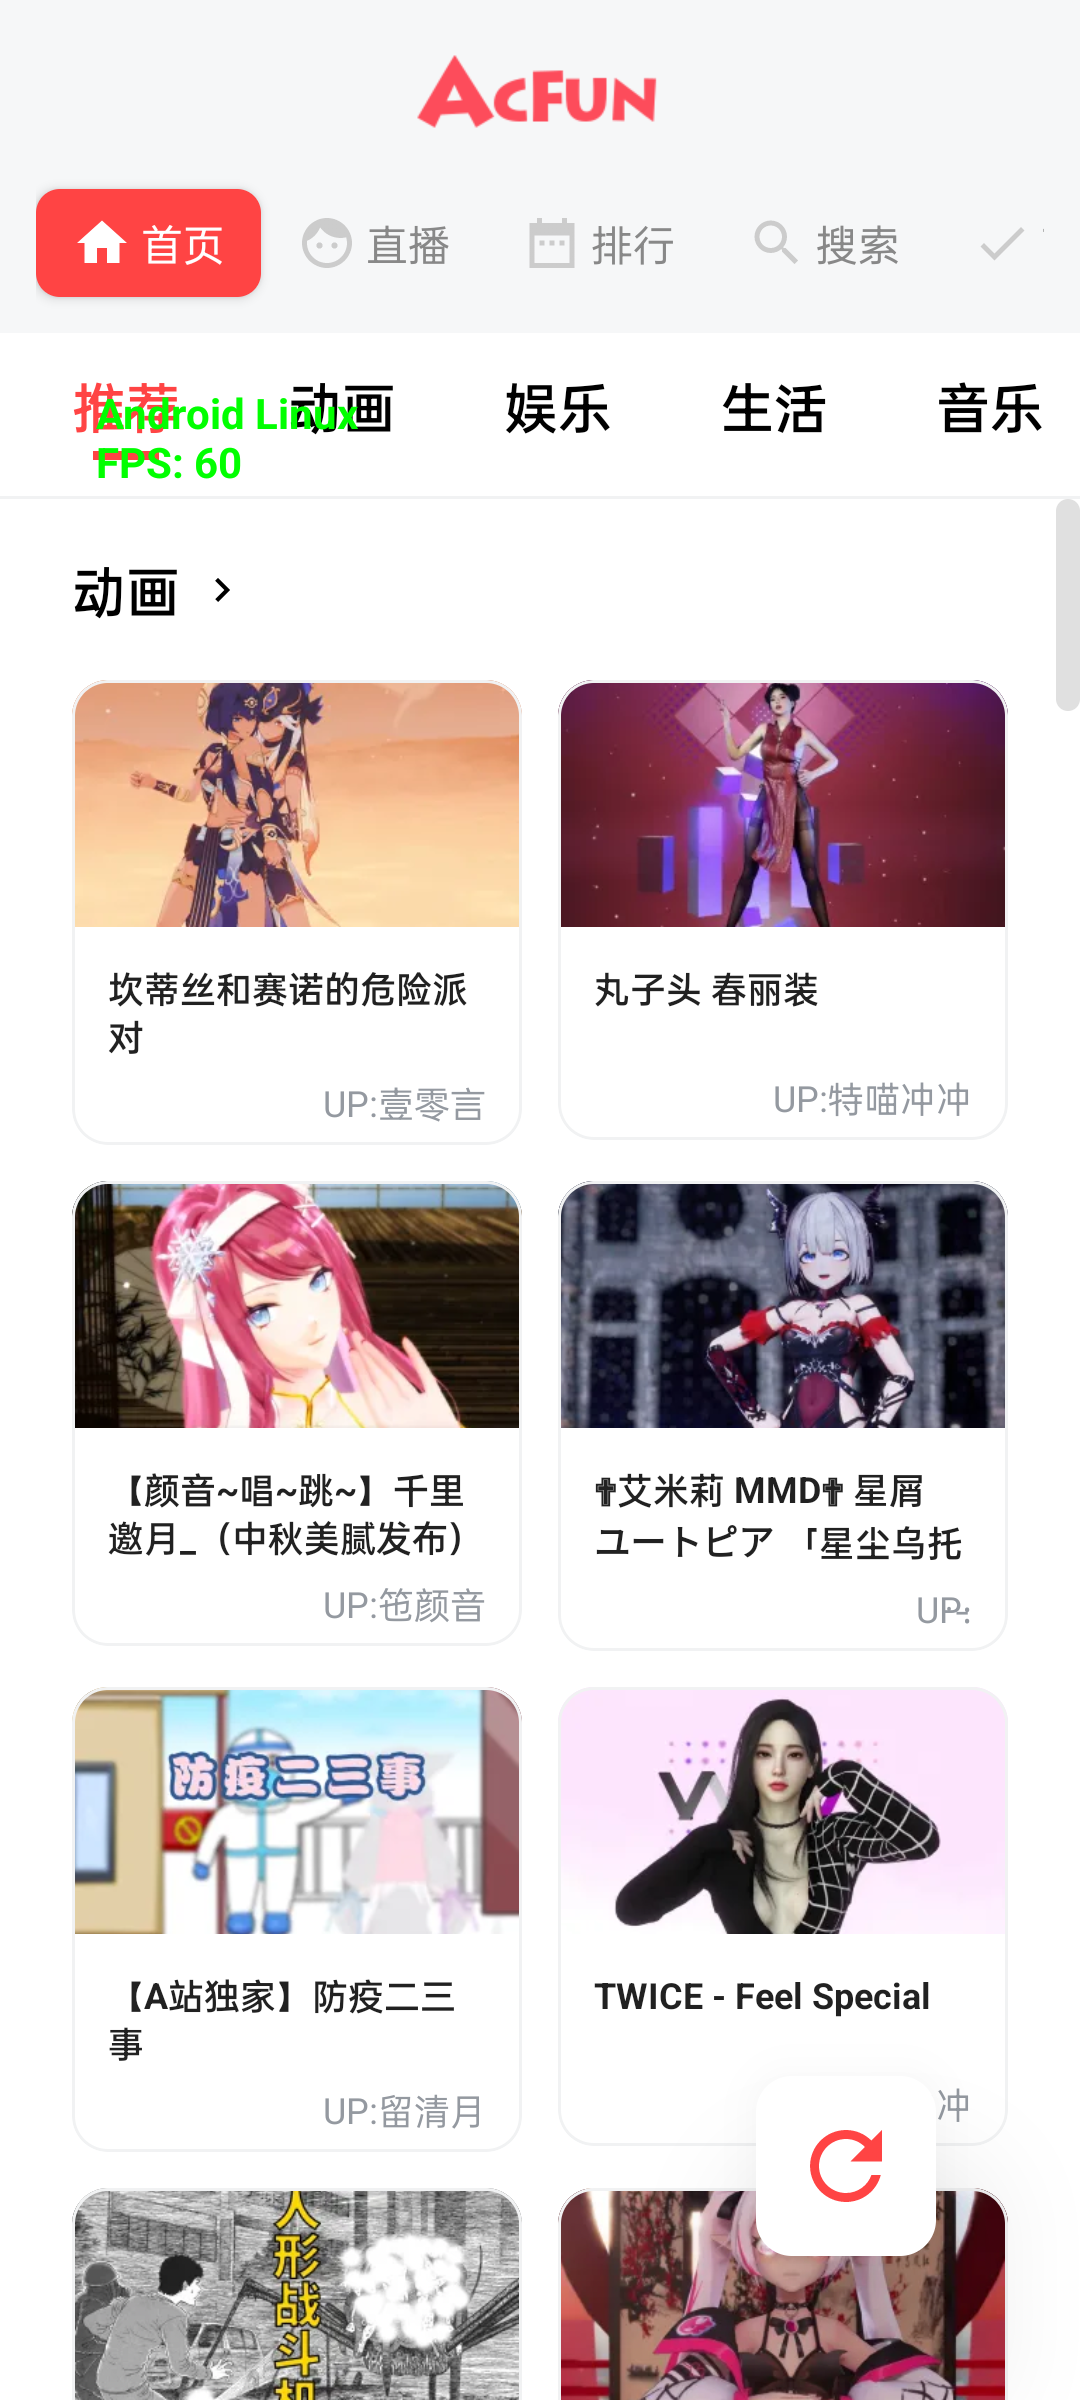 AcFun
首页
直播
排行
搜索
推荐
动画
娱乐
生活
音乐
Android Linux
FPS: 60
动画
坎蒂丝和赛诺的危险派
对
UP:壹零言
丸子头 春丽装
UP:特喵冲冲
【颜音~唱~跳~】千里
邀月_（中秋美腻发布）
UP:笆颜音
✟艾米莉 MMD✟ 星屑
ユートピア 「星尘乌托
UP:
防疫二三事
【A站独家】防疫二三
事
UP:留清月
TWICE - Feel Special
冲
人形战斗机